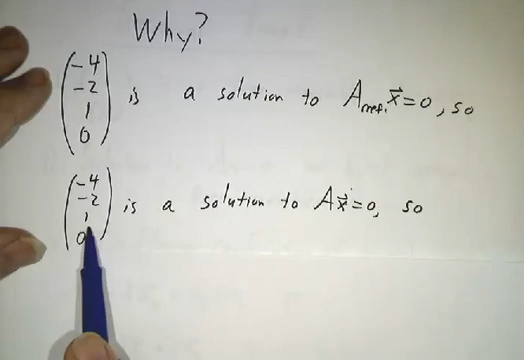 Why?
(-4 -2 1 0) is a solution to A_rref. x⃗=0, so
(-4 -2 1 0) is a solution to Ax⃗=0, so